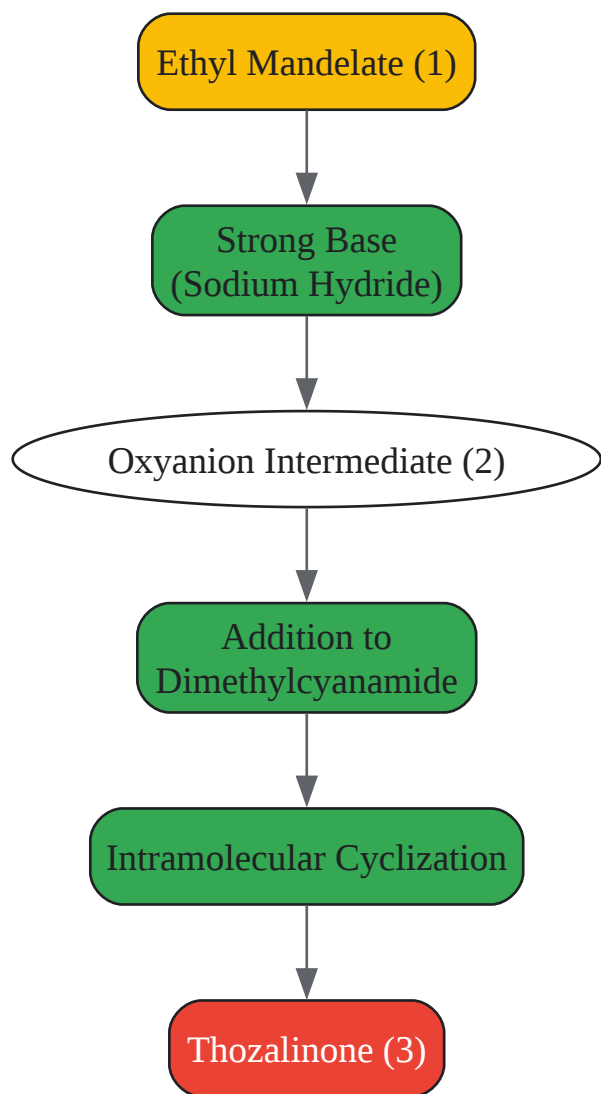 Ethyl Mandelate (1)
Strong Base
(Sodium Hydride)
Oxyanion Intermediate (2)
Addition to
Dimethylcyanamide
Intramolecular Cyclization
Thozalinone (3)